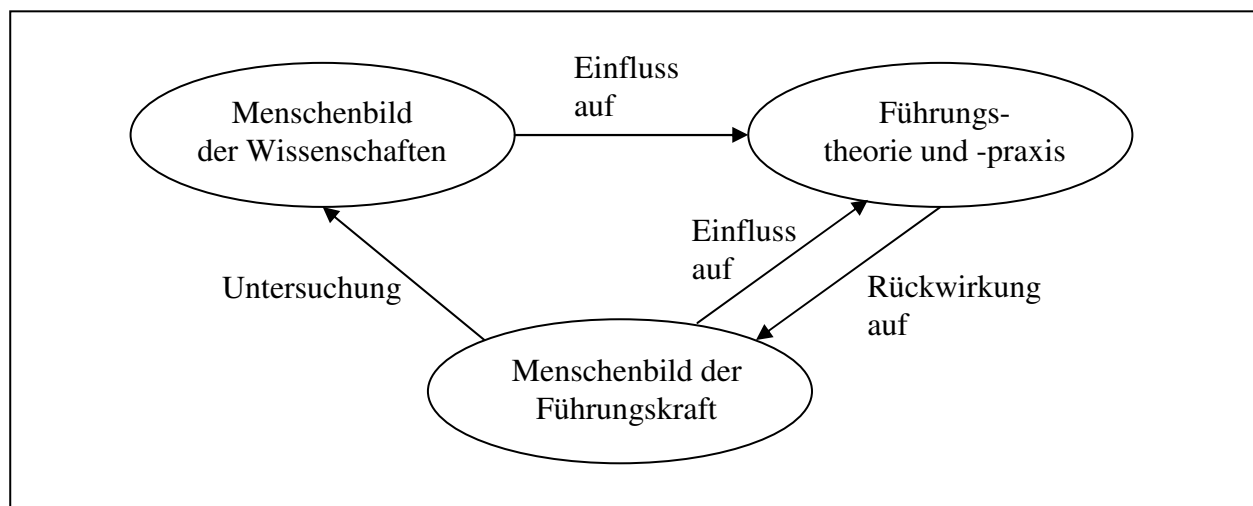 Einfluss
auf
Menschenbild
der Wissenschaften
Führungs-
theorie und -praxis
Einfluss
auf
Untersuchung
Rückwirkung
auf
Menschenbild der
Führungskraft